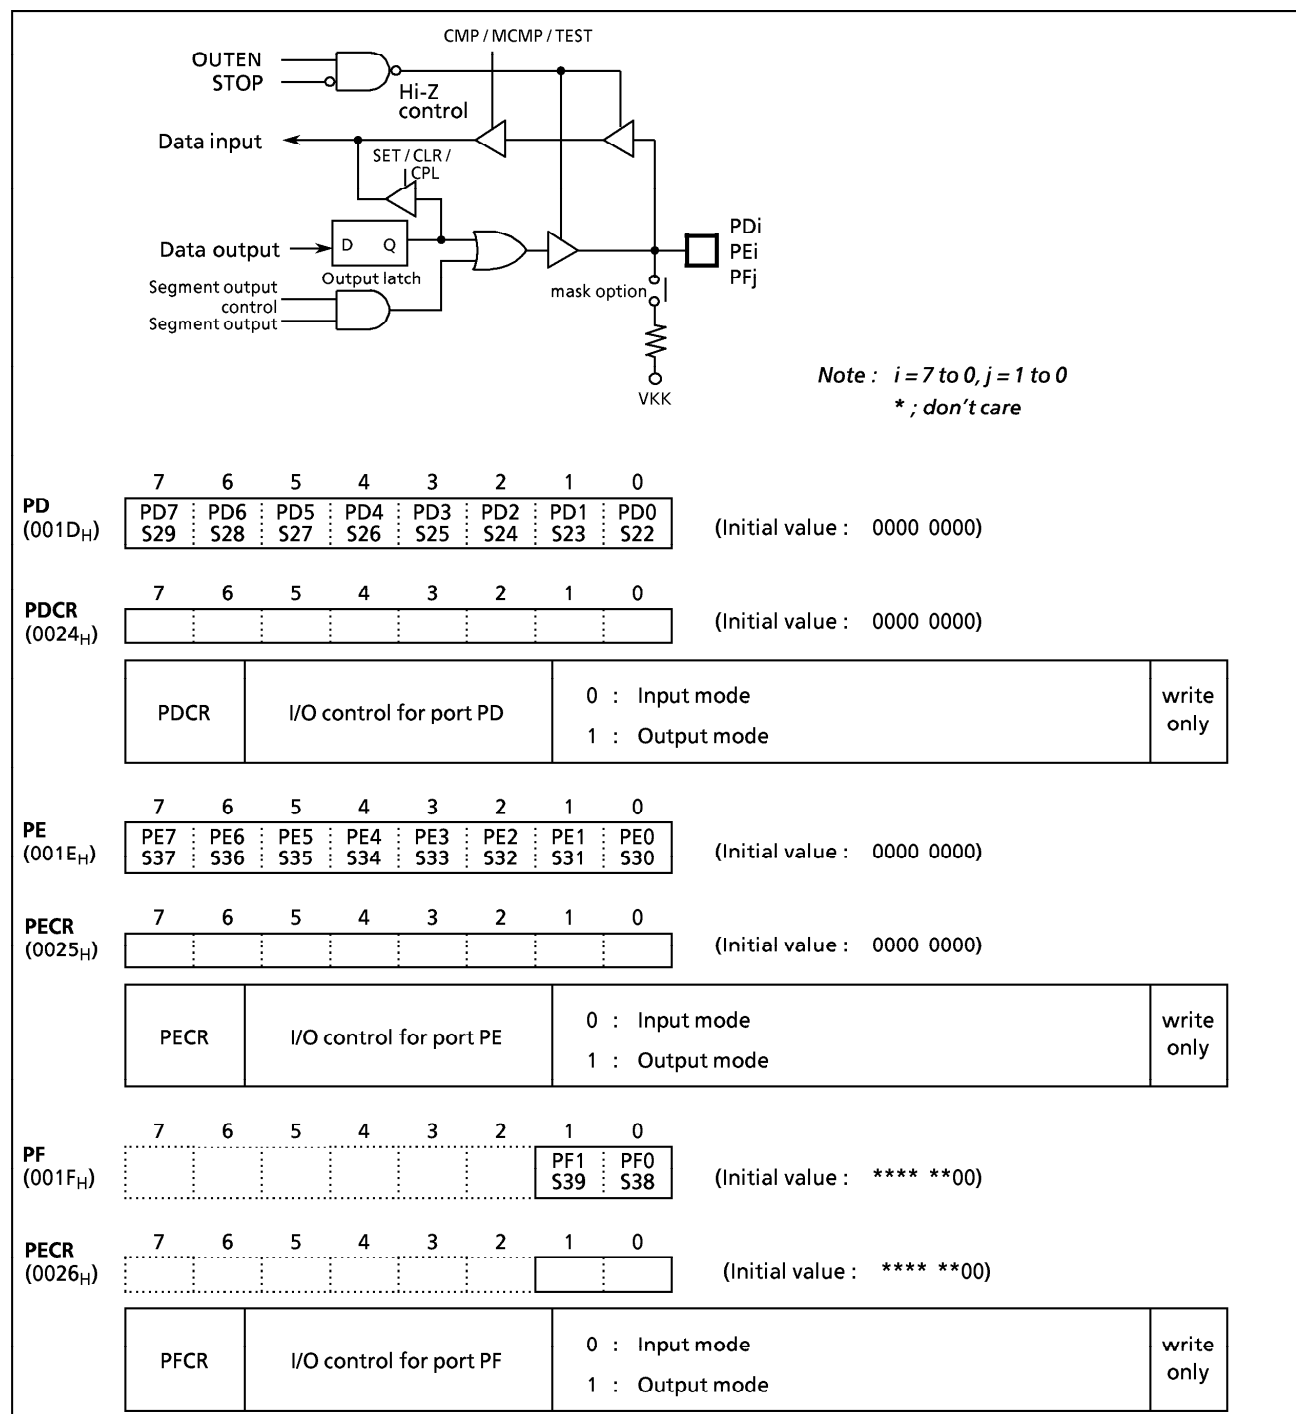 CMP / MCMP / TEST
OUTEN
STOP
Hi-Z
control
Data input
SET / CLR /
CPL
Data output
D Q
Output latch
Segment output
control
Segment output
mask option
PDi
PEi
PFj
VKK
Note : i = 7 to 0, j = 1 to 0
* ; don't care
7 6 5 4 3 2 1 0
PD
(001DH)
PD7 PD6 PD5 PD4 PD3 PD2 PD1 PD0
S29 S28 S27 S26 S25 S24 S23 S22
(Initial value : 0000 0000)
7 6 5 4 3 2 1 0
PDCR
(0024H)
(Initial value : 0000 0000)
PDCR
I/O control for port PD
0 : Input mode
1 : Output mode
write
only
7 6 5 4 3 2 1 0
PE
(001EH)
PE7 PE6 PE5 PE4 PE3 PE2 PE1 PE0
S37 S36 S35 S34 S33 S32 S31 S30
(Initial value : 0000 0000)
7 6 5 4 3 2 1 0
PECR
(0025H)
(Initial value : 0000 0000)
PECR
I/O control for port PE
0 : Input mode
1 : Output mode
write
only
7 6 5 4 3 2 1 0
PF
(001FH)
PF1 PF0
S39 S38
(Initial value : **** **00)
7 6 5 4 3 2 1 0
PECR
(0026H)
(Initial value : **** **00)
PFCR
I/O control for port PF
0 : Input mode
1 : Output mode
write
only